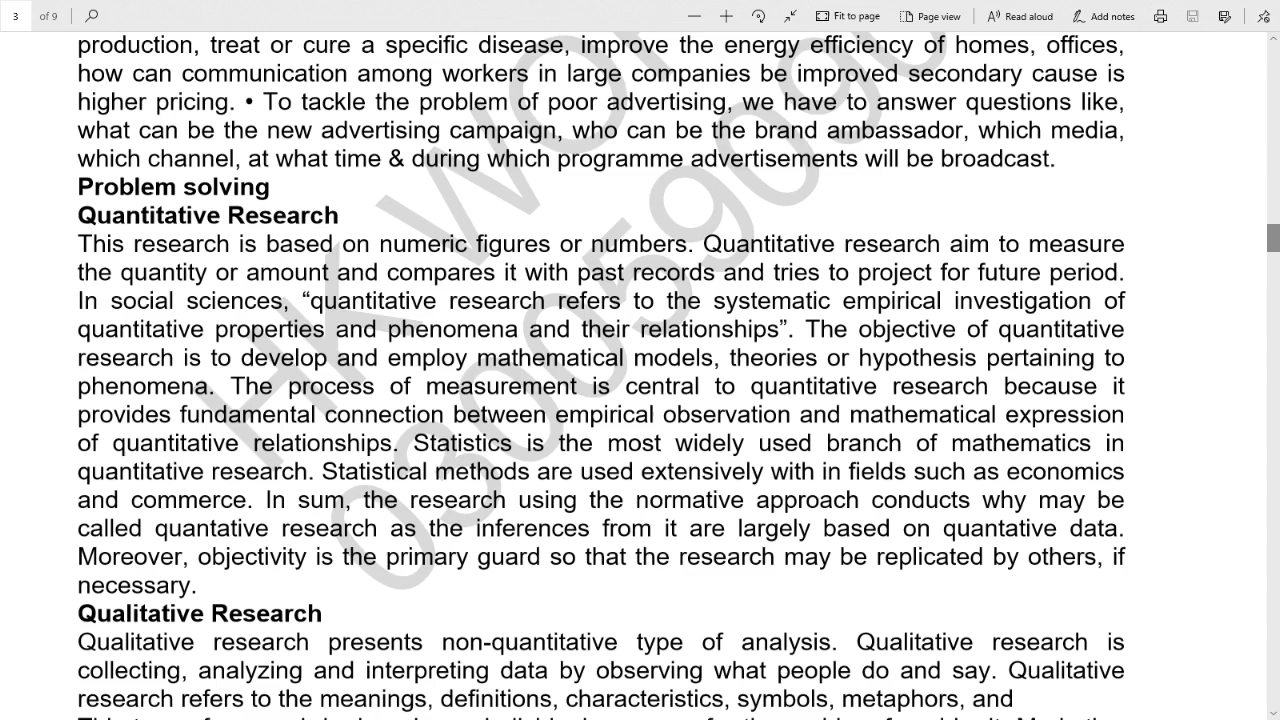 3 of 9 Fit to page Page view Read aloud Add notes
production, treat or cure a specific disease, improve the energy efficiency of homes, offices,
how can communication among workers in large companies be improved secondary cause is
higher pricing. • To tackle the problem of poor advertising, we have to answer questions like,
what can be the new advertising campaign, who can be the brand ambassador, which media,
which channel, at what time & during which programme advertisements will be broadcast.
Problem solving
Quantitative Research
This research is based on numeric figures or numbers. Quantitative research aim to measure
the quantity or amount and compares it with past records and tries to project for future period.
In social sciences, “quantitative research refers to the systematic empirical investigation of
quantitative properties and phenomena and their relationships”. The objective of quantitative
research is to develop and employ mathematical models, theories or hypothesis pertaining to
phenomena. The process of measurement is central to quantitative research because it
provides fundamental connection between empirical observation and mathematical expression
of quantitative relationships. Statistics is the most widely used branch of mathematics in
quantitative research. Statistical methods are used extensively with in fields such as economics
and commerce. In sum, the research using the normative approach conducts why may be
called quantative research as the inferences from it are largely based on quantative data.
Moreover, objectivity is the primary guard so that the research may be replicated by others, if
necessary.
Qualitative Research
Qualitative research presents non-quantitative type of analysis. Qualitative research is
collecting, analyzing and interpreting data by observing what people do and say. Qualitative
research refers to the meanings, definitions, characteristics, symbols, metaphors, and
HK WO
03005909